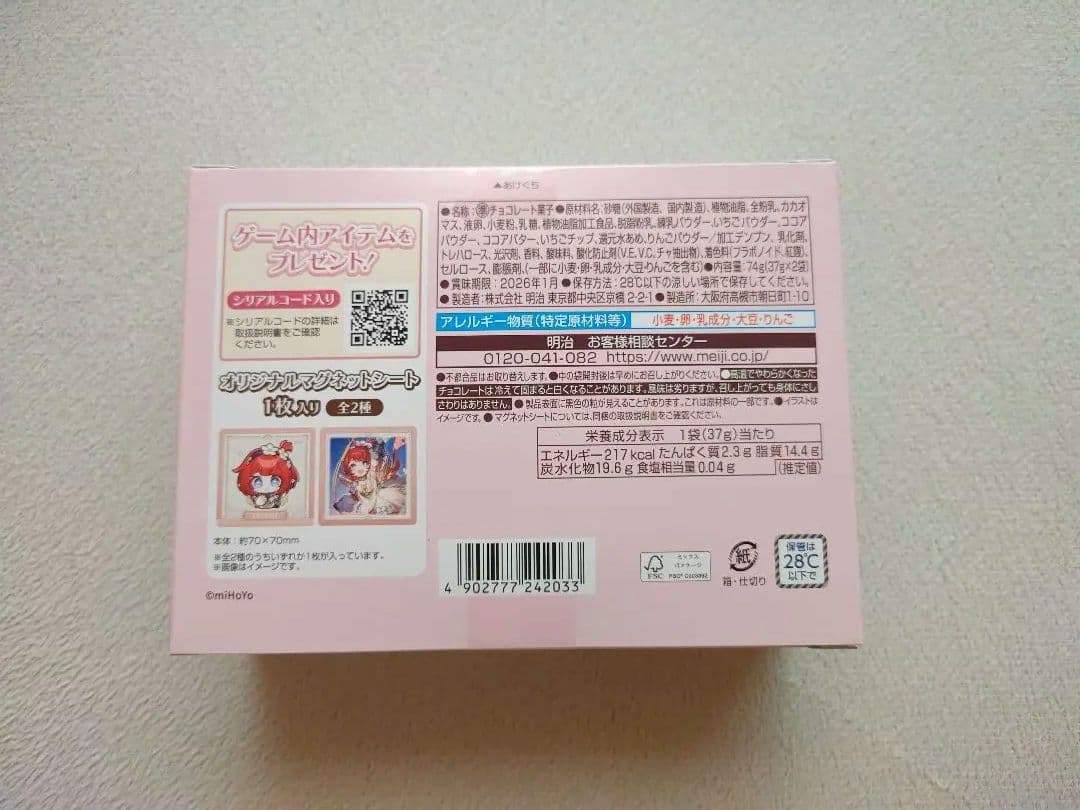 ▲あけくち
ゲーム内アイテムを
プレゼント!
シリアルコード入り
※シリアルコードの詳細は
取扱説明書をご確認
ください。
オリジナルマグネットシート
1枚入り 全2種
本体:約70×70mm
※全2種のうちいずれか1枚が入っています。
※画像はイメージです。
©miHoYo
●名称:準チョコレート菓子●原材料名:砂糖(外国製造、国内製造)、植物油脂、全粉乳、カカオ
マス、液卵、小麦粉、乳糖、植物油脂加工食品、脱脂粉乳、練乳パウダー、いちごパウダー、ココア
パウダー、ココアバター、いちごチップ、還元水あめ、りんごパウダー/加工デンプン、乳化剤、
トレハロース、光沢剤、香料、酸味料、酸化防止剤(V.E、V.C、チャ抽出物)、着色料(フラボノイド、紅麹)、
セルロース、膨脹剤、(一部に小麦・卵・乳成分・大豆・りんごを含む)●内容量:74g(37g×2袋)
●賞味期限:2026年1月●保存方法:28℃以下の涼しい場所で保存してください。
●製造者:株式会社 明治 東京都中央区京橋2-2-1●製造所:大阪府高槻市朝日町1-10
アレルギー物質(特定原材料等) 小麦・卵・乳成分・大豆・りんご
明治 お客様相談センター
0120-041-082 https://www.meiji.co.jp/
●不都合品はお取り替えします。●中の袋開封後は早めにお召し上がりください。●高温でやわらかくなった
チョコレートは冷えて固まると白くなることがあります。風味は劣りますが、召し上がっても身体にさし
さわりはありません。●製品表面に黒色の粒が見えることがあります。これは原材料の一部です。●イラストは
イメージです。●マグネットシートについては、同梱の取扱説明書をご確認ください。
栄養成分表示 1袋(37g)当たり
エネルギー217kcal たんぱく質2.3g 脂質14.4g
炭水化物19.6g 食塩相当量0.04g (推定値)
4 902777 242033
FSC
ミックス
紙
箱・仕切り
保管は
28℃
以下で